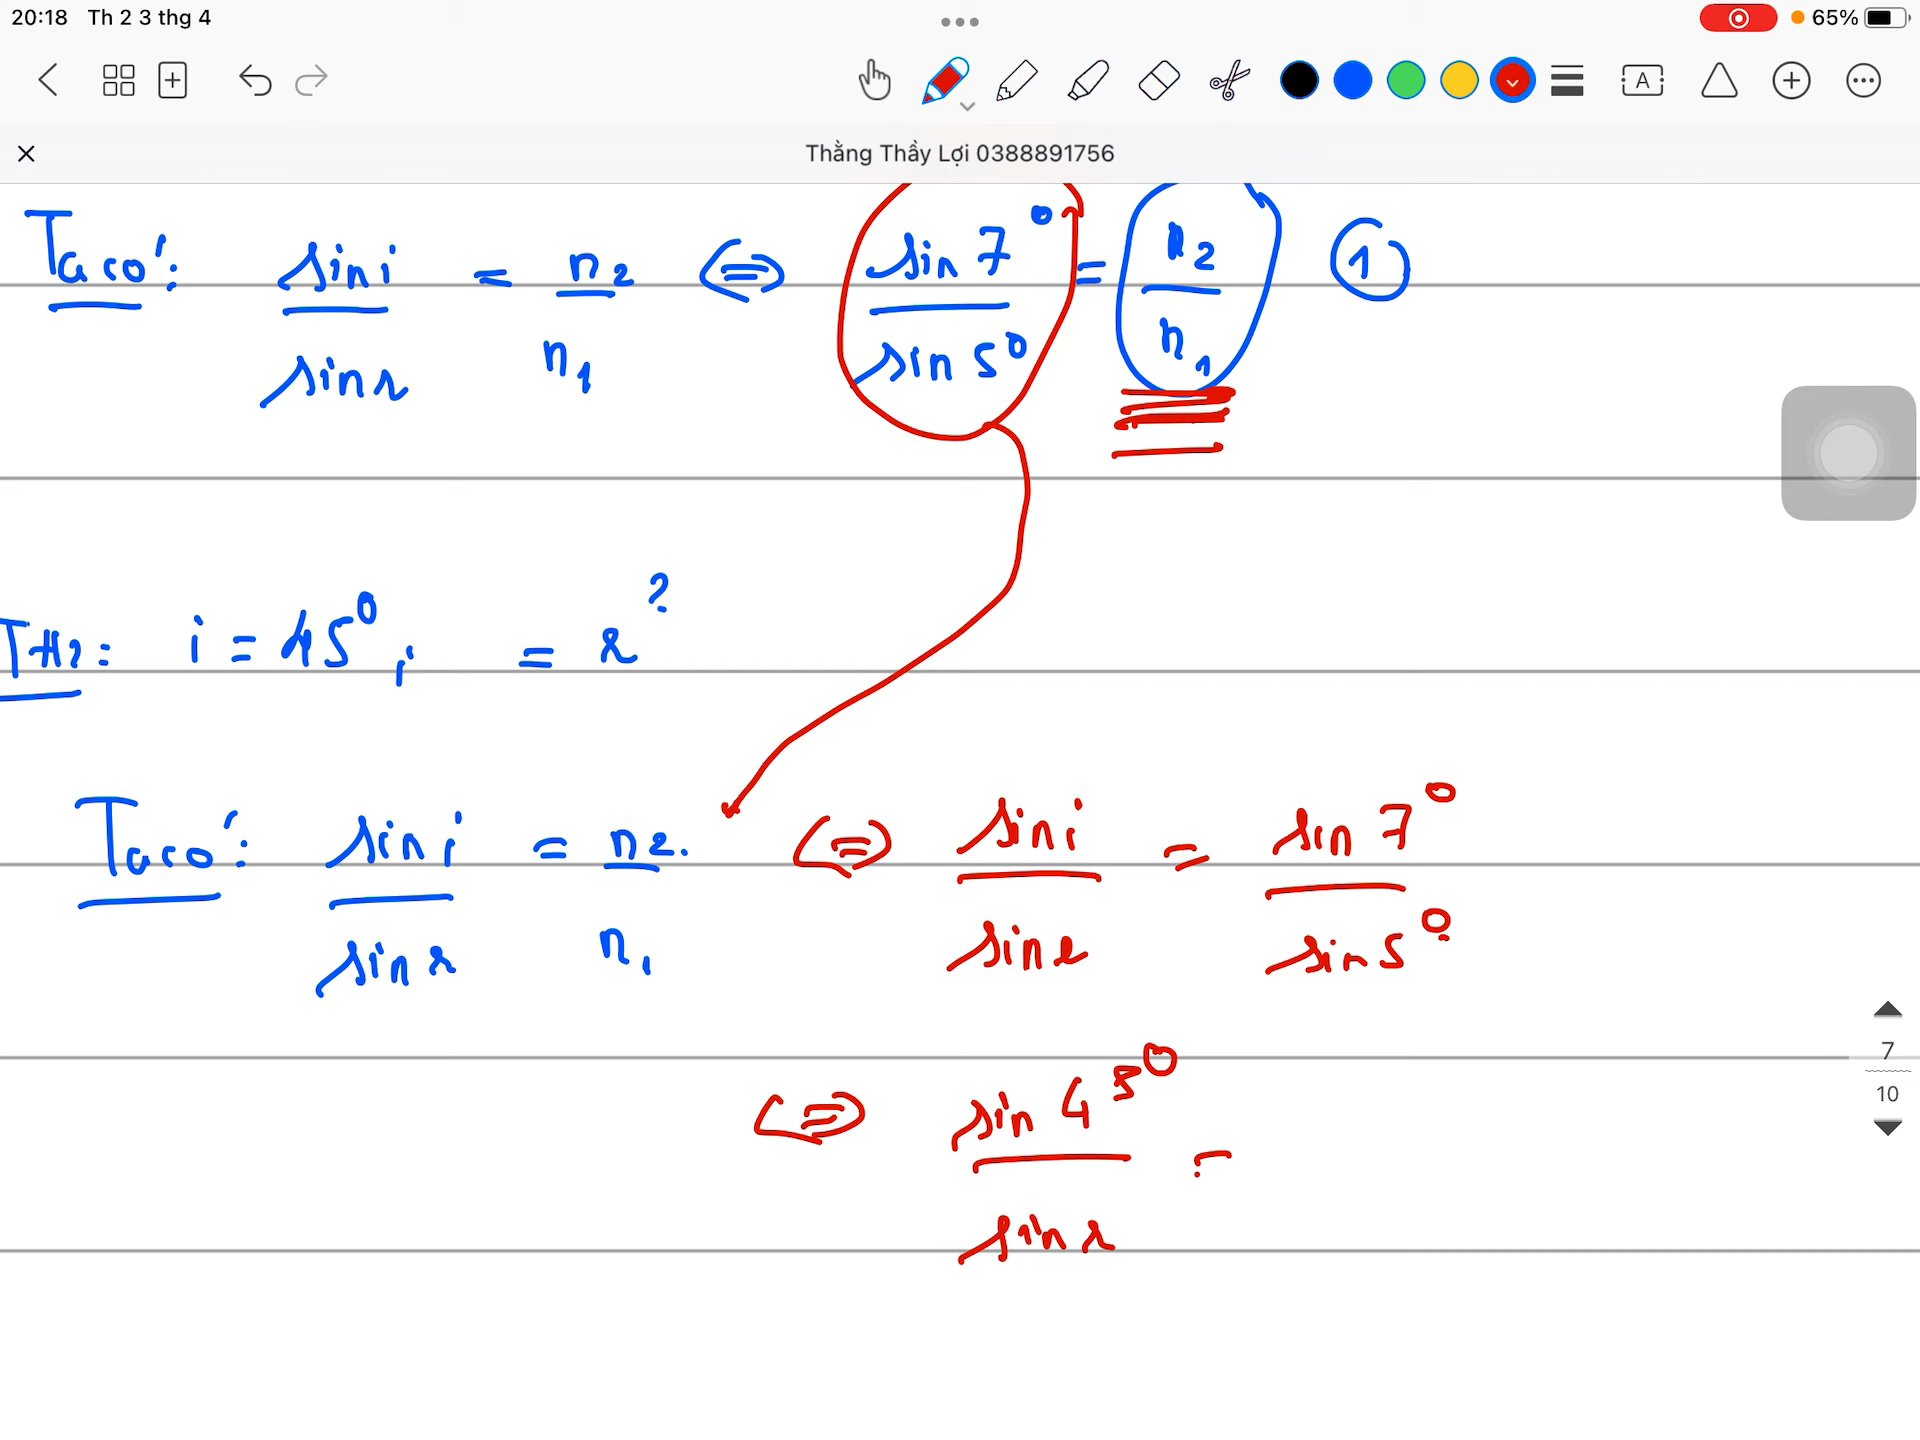 20:18 Th 2 3 thg 4
65%
A
Thằng Thầy Lợi 0388891756
Ta có: sin i / sin r = n2 / n1 <=> sin 7° / sin 5° = n2 / n1 (1)
TH2: i = 45°; = r?
Ta có: sin i / sin r = n2. / n1 <=> sin i / sin r = sin 7° / sin 5°
<=> sin 45° / sin r =
7
10